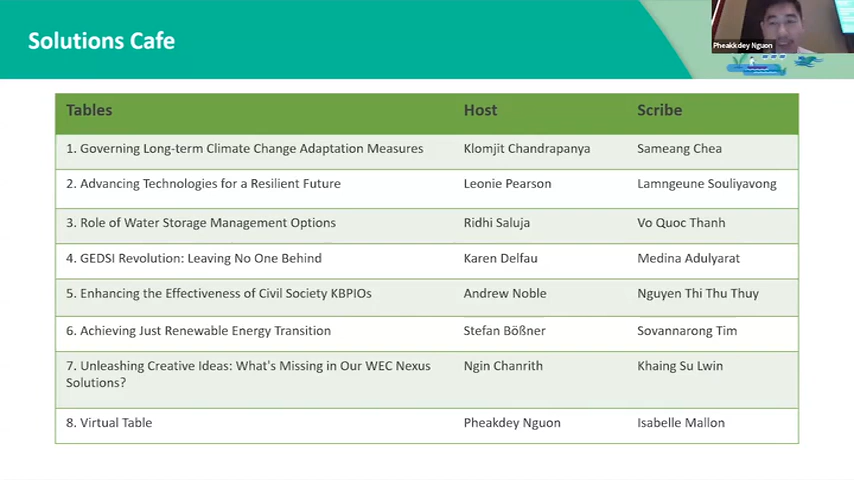 Solutions Cafe
Pheakkdey Nguon
Tables Host Scribe
1. Governing Long-term Climate Change Adaptation Measures Klomjit Chandrapanya Sameang Chea
2. Advancing Technologies for a Resilient Future Leonie Pearson Lamngeune Souliyavong
3. Role of Water Storage Management Options Ridhi Saluja Vo Quoc Thanh
4. GEDSI Revolution: Leaving No One Behind Karen Delfau Medina Adulyarat
5. Enhancing the Effectiveness of Civil Society KBPIOs Andrew Noble Nguyen Thi Thu Thuy
6. Achieving Just Renewable Energy Transition Stefan Bößner Sovannarong Tim
7. Unleashing Creative Ideas: What's Missing in Our WEC Nexus Ngin Chanrith Khaing Su Lwin
Solutions?
8. Virtual Table Pheakdey Nguon Isabelle Mallon